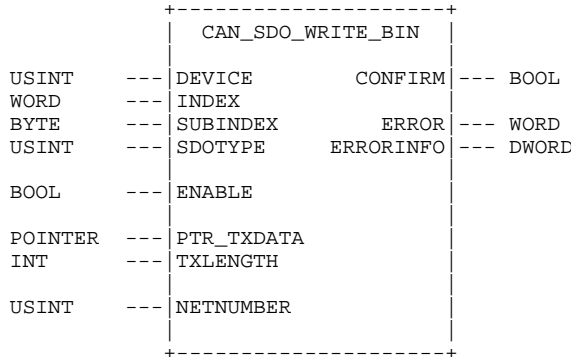 CAN_SDO_WRITE_BIN
USINT ---|DEVICE CONFIRM|--- BOOL
WORD ---|INDEX
BYTE ---|SUBINDEX ERROR|--- WORD
USINT ---|SDOTYPE ERRORINFO|--- DWORD
BOOL ---|ENABLE
POINTER ---|PTR_TXDATA
INT ---|TXLENGTH
USINT ---|NETNUMBER